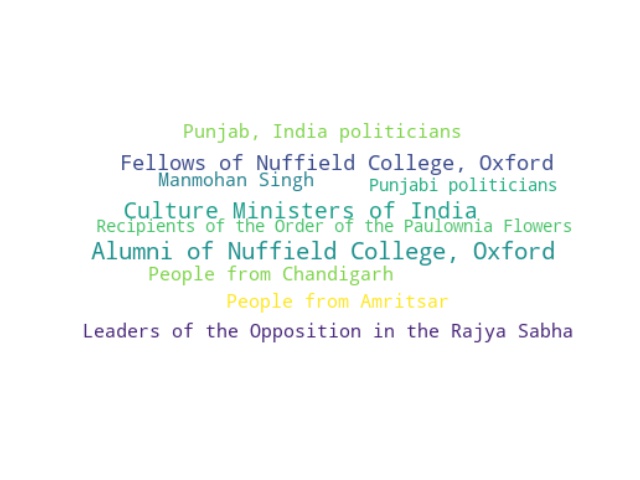 Punjab, India politicians
Fellows of Nuffield College, Oxford
Manmohan Singh
Punjabi politicians
Culture Ministers of India
Recipients of the Order of the Paulownia Flowers
Alumni of Nuffield College, Oxford
People from Chandigarh
People from Amritsar
Leaders of the Opposition in the Rajya Sabha